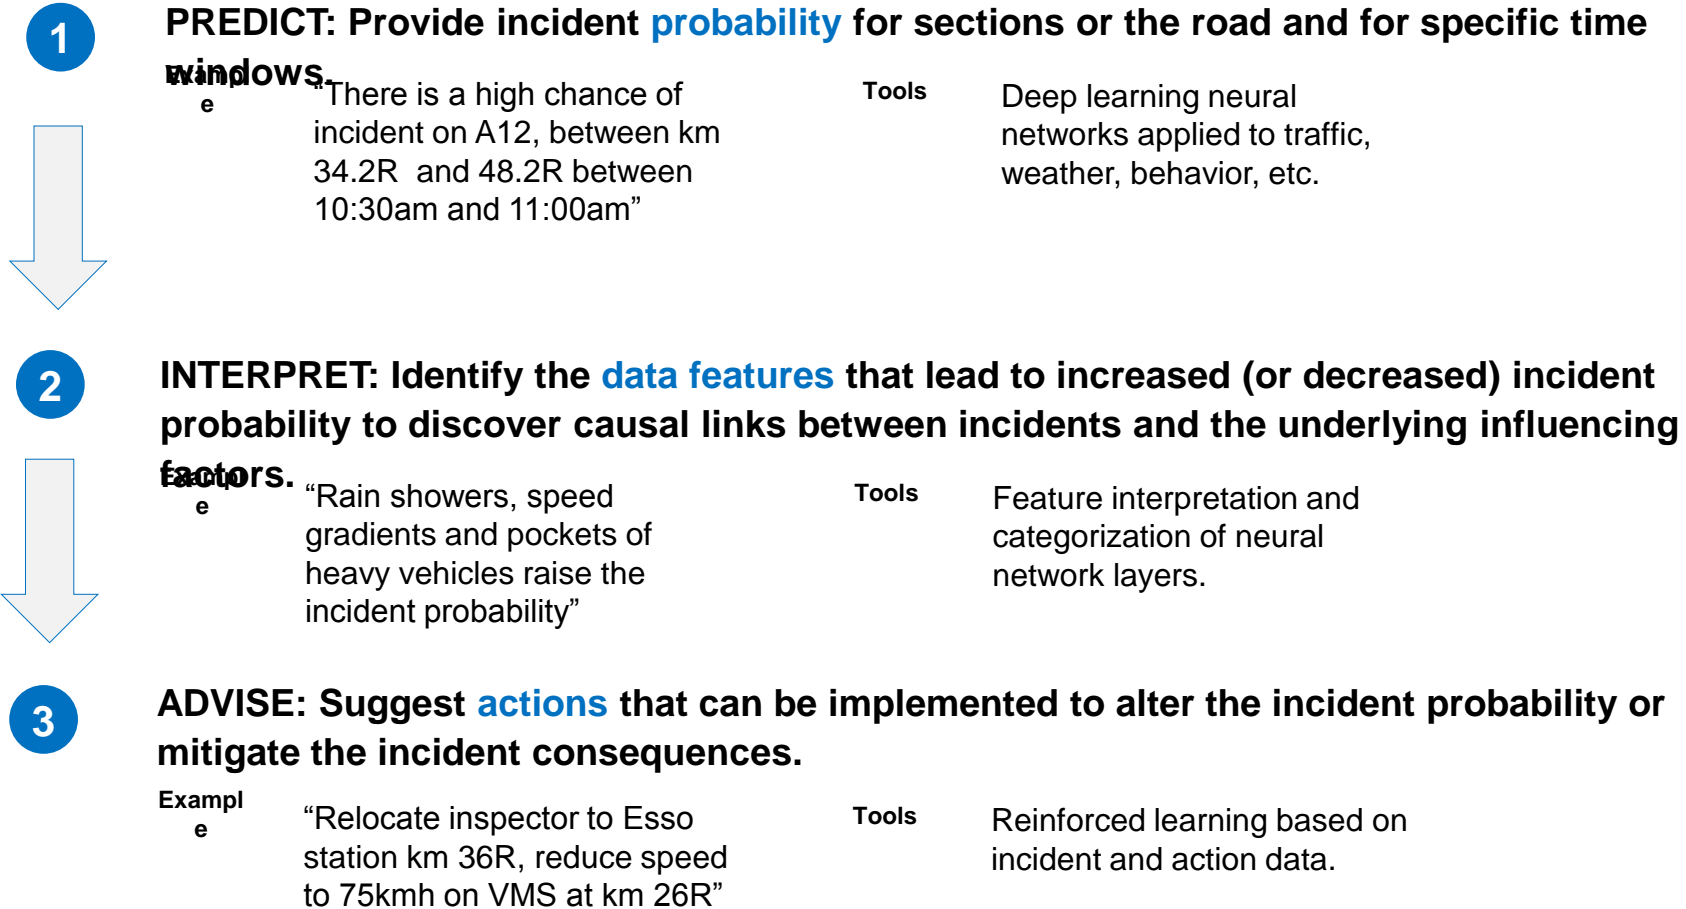 1
PREDICT: Provide incident probability for sections or the road and for specific time
windows.
Example
“There is a high chance of
incident on A12, between km
34.2R  and 48.2R between
10:30am and 11:00am”
Tools
Deep learning neural
networks applied to traffic,
weather, behavior, etc.
2
INTERPRET: Identify the data features that lead to increased (or decreased) incident
probability to discover causal links between incidents and the underlying influencing
factors.
Example
“Rain showers, speed
gradients and pockets of
heavy vehicles raise the
incident probability”
Tools
Feature interpretation and
categorization of neural
network layers.
3
ADVISE: Suggest actions that can be implemented to alter the incident probability or
mitigate the incident consequences.
Exampl
e
“Relocate inspector to Esso
station km 36R, reduce speed
to 75kmh on VMS at km 26R”
Tools
Reinforced learning based on
incident and action data.